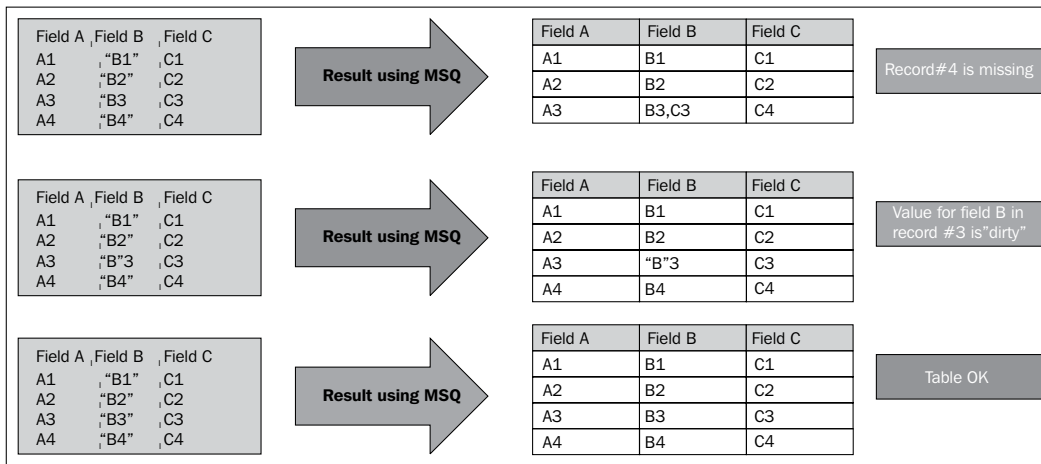 Field A ,Field B ,Field C
A1 ,“B1” ,C1
A2 ,“B2” ,C2
A3 ,“B3 ,C3
A4 ,“B4” ,C4
Result using MSQ
Field A Field B Field C
A1 B1 C1
A2 B2 C2
A3 B3,C3 C4
Record#4 is missing
Field A ,Field B ,Field C
A1 ,“B1” ,C1
A2 ,“B2” ,C2
A3 ,“B”3 ,C3
A4 ,“B4” ,C4
Result using MSQ
Field A Field B Field C
A1 B1 C1
A2 B2 C2
A3 “B”3 C3
A4 B4 C4
Value for field B in
record #3 is”dirty”
Field A ,Field B ,Field C
A1 ,“B1” ,C1
A2 ,“B2” ,C2
A3 ,“B3” ,C3
A4 ,“B4” ,C4
Result using MSQ
Field A Field B Field C
A1 B1 C1
A2 B2 C2
A3 B3 C3
A4 B4 C4
Table OK